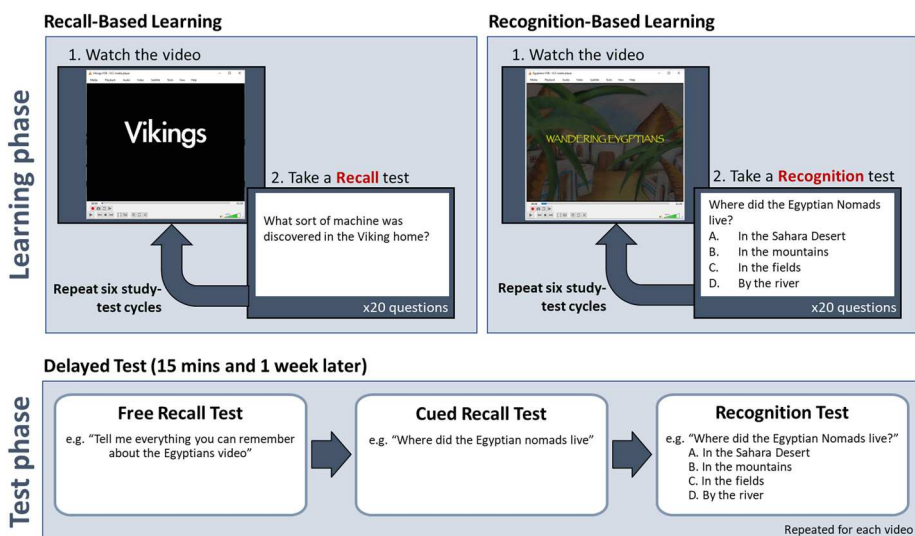 Recall-Based Learning
Recognition-Based Learning
Learning phase
1. Watch the video
Vikings
2. Take a Recall test
What sort of machine was
discovered in the Viking home?
Repeat six study-
test cycles
x20 questions
1. Watch the video
WANDERING EYGPTIANS
2. Take a Recognition test
Where did the Egyptian Nomads
live?
A. In the Sahara Desert
B. In the mountains
C. In the fields
D. By the river
Repeat six study-
test cycles
x20 questions
Delayed Test (15 mins and 1 week later)
Test phase
Free Recall Test
e.g. "Tell me everything you can remember
about the Egyptians video"
Cued Recall Test
e.g. "Where did the Egyptian nomads live"
Recognition Test
e.g. "Where did the Egyptian Nomads live?"
A. In the Sahara Desert
B. In the mountains
C. In the fields
D. By the river
Repeated for each video